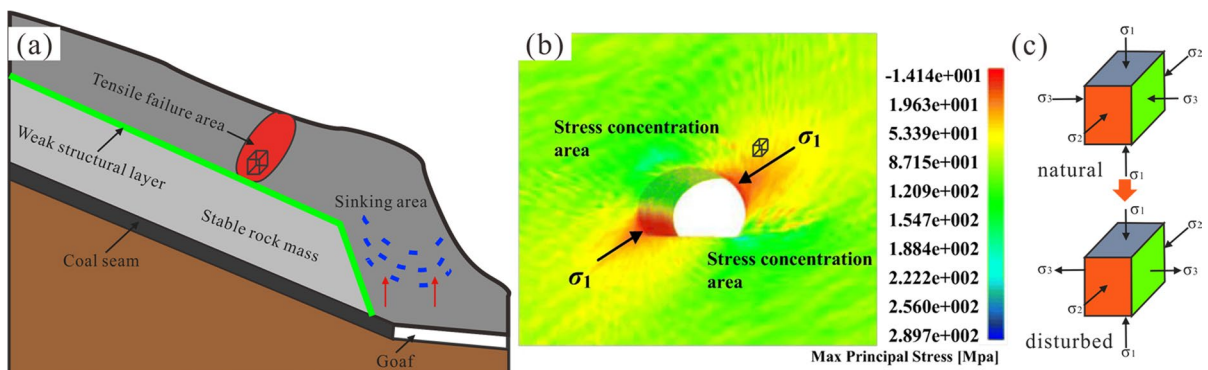 (a)
Tensile failure
area
Weak structural layer
Stable rock mass
Coal seam
Sinking area
Goaf
(b)
Stress concentration
area
σ1
σ1
Stress concentration
area
-1.414e+001
1.963e+001
5.339e+001
8.715e+001
1.209e+002
1.547e+002
1.884e+002
2.222e+002
2.560e+002
2.897e+002
Max Principal Stress [Mpa]
(c)
σ1
σ2
σ3
σ3
σ2
natural
σ1
σ1
σ2
σ3
σ3
σ2
disturbed
σ1